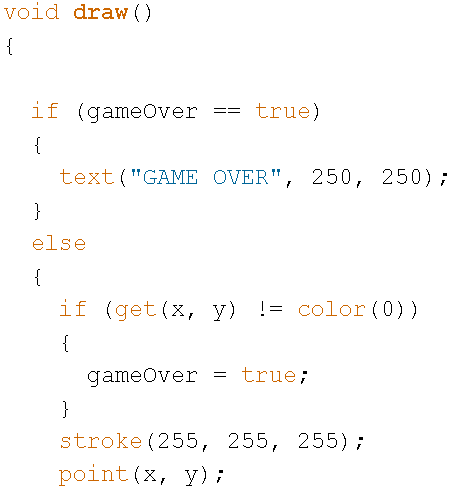 void draw()
{
if (gameOver == true)
{
text("GAME OVER", 250, 250);
}
else
{
if (get(x, y) != color(0))
{
gameOver = true;
}
stroke(255, 255, 255);
point(x, y);